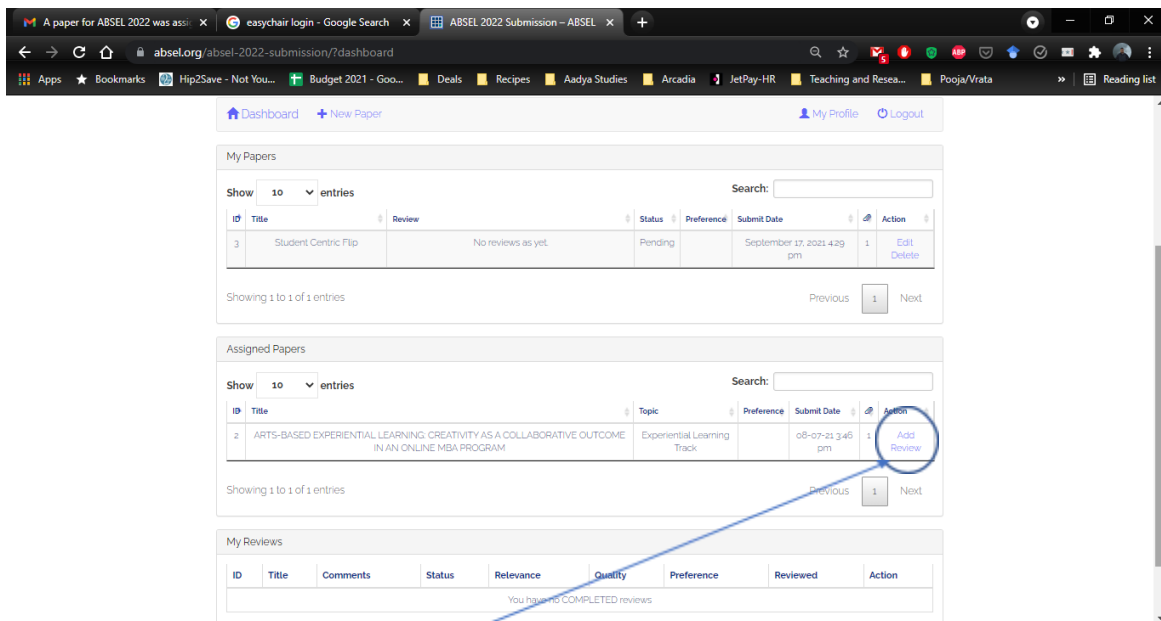 A paper for ABSEL 2022 was assi
easychair login - Google Search
ABSEL 2022 Submission – ABSEL
absel.org/absel-2022-submission/?dashboard
Apps Bookmarks Hip2Save - Not You... Budget 2021 - Goo... Deals Recipes Aadya Studies Arcadia JetPay-HR Teaching and Resea... Pooja/Vrata » Reading list
Dashboard + New Paper My Profile Logout
My Papers
Show 10 entries Search:
ID Title Review Status Preference Submit Date Action
3 Student Centric Flip No reviews as yet. Pending September 17, 2021 4:29 1 Edit
pm Delete
Showing 1 to 1 of 1 entries Previous 1 Next
Assigned Papers
Show 10 entries Search:
ID Title Topic Preference Submit Date Action
2 ARTS-BASED EXPERIENTIAL LEARNING: CREATIVITY AS A COLLABORATIVE OUTCOME Experiential Learning 08-07-21 3:46 1 Add
IN AN ONLINE MBA PROGRAM Track pm Review
Showing 1 to 1 of 1 entries Previous 1 Next
My Reviews
ID Title Comments Status Relevance Quality Preference Reviewed Action
You have no COMPLETED reviews